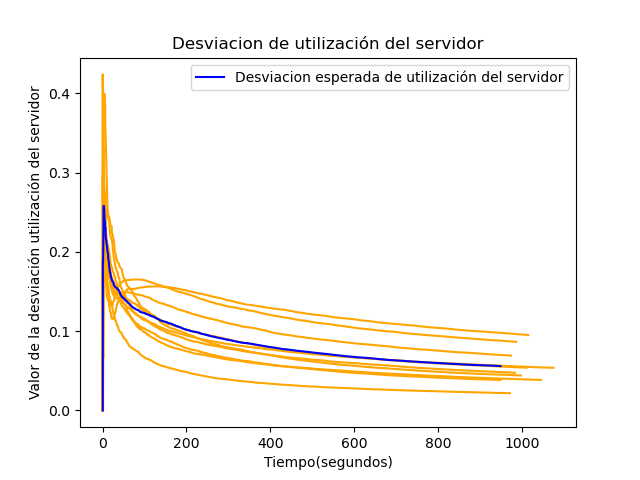 Desviacion de utilización del servidor
Desviacion esperada de utilización del servidor
Valor de la desviación utilización del servidor
0.4
0.3
0.2
0.1
0.0
0 200 400 600 800 1000
Tiempo(segundos)